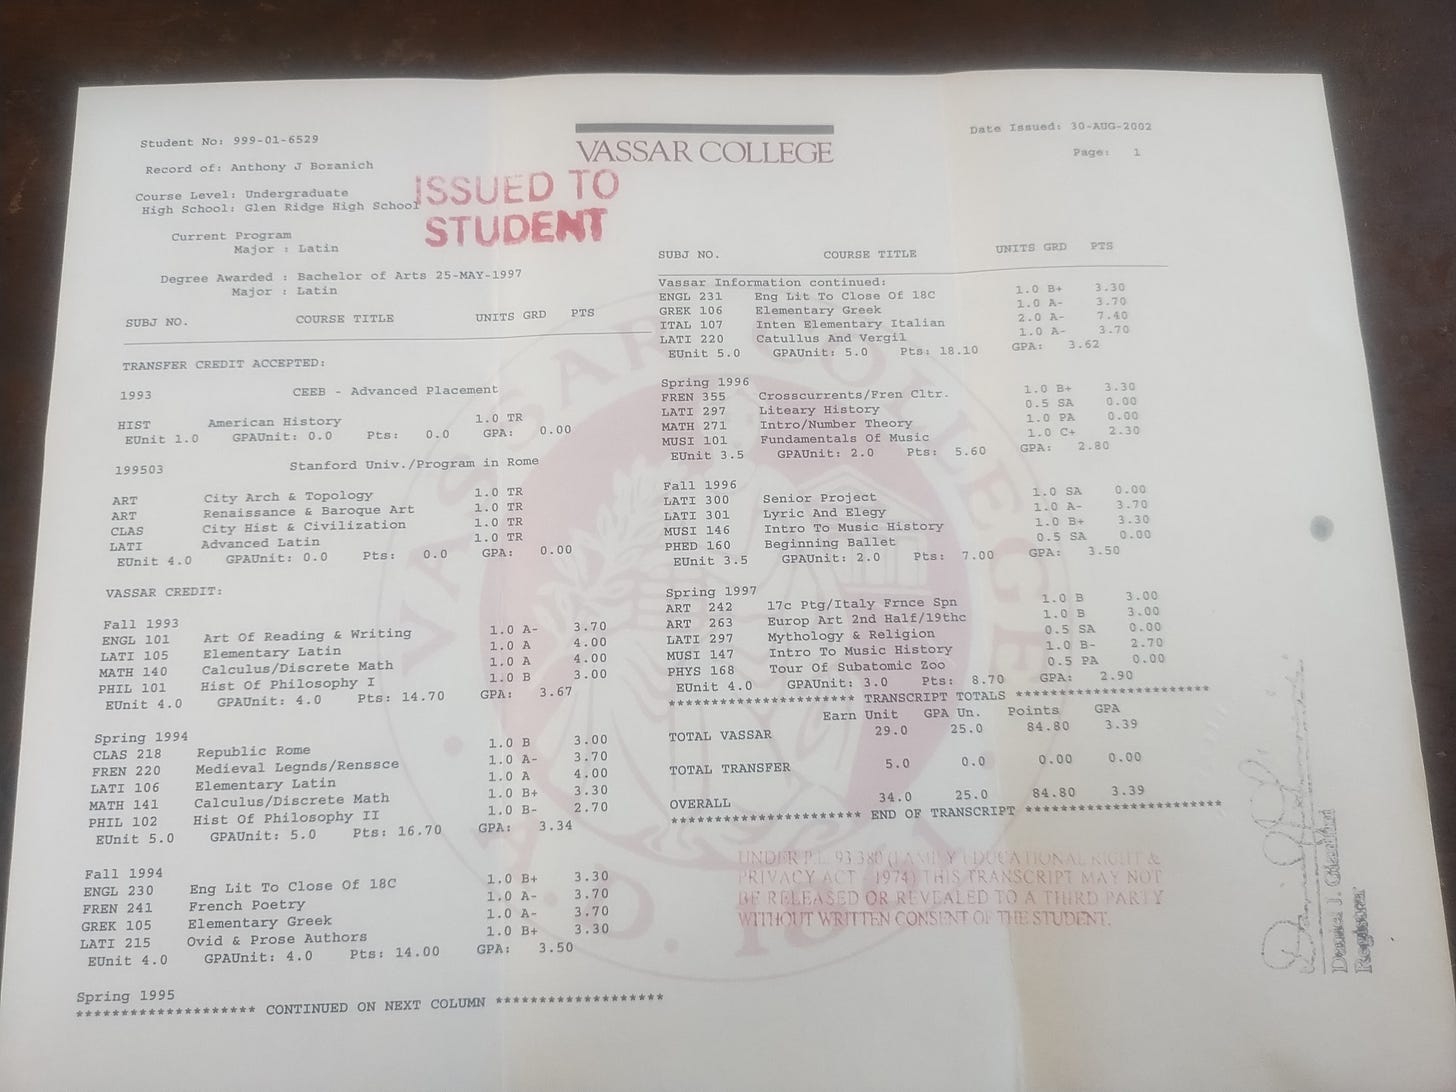 Student No: 999-01-6529
Date Issued: 30-AUG-2002
VASSAR COLLEGE
Page: 1
Record of: Anthony J Bozanich
ISSUED TO
STUDENT
Course Level: Undergraduate
High School: Glen Ridge High School
Current Program
Major : Latin
Degree Awarded : Bachelor of Arts 25-MAY-1997
Major : Latin
SUBJ NO. COURSE TITLE UNITS GRD PTS
TRANSFER CREDIT ACCEPTED:
1993 CEEB - Advanced Placement
HIST American History 1.0 TR
EUnit 1.0 GPAUnit: 0.0 Pts: 0.0 GPA: 0.00
199503 Stanford Univ./Program in Rome
ART City Arch & Topology 1.0 TR
ART Renaissance & Baroque Art 1.0 TR
CLAS City Hist & Civilization 1.0 TR
LATI Advanced Latin 1.0 TR
EUnit 4.0 GPAUnit: 0.0 Pts: 0.0 GPA: 0.00
VASSAR CREDIT:
Fall 1993
ENGL 101 Art Of Reading & Writing 1.0 A- 3.70
LATI 105 Elementary Latin 1.0 A 4.00
MATH 140 Calculus/Discrete Math 1.0 A 4.00
PHIL 101 Hist Of Philosophy I 1.0 B 3.00
EUnit 4.0 GPAUnit: 4.0 Pts: 14.70 GPA: 3.67
Spring 1994
CLAS 218 Republic Rome 1.0 B 3.00
FREN 220 Medieval Legnds/Renssce 1.0 A- 3.70
LATI 106 Elementary Latin 1.0 A 4.00
MATH 141 Calculus/Discrete Math 1.0 B+ 3.30
PHIL 102 Hist Of Philosophy II 1.0 B- 2.70
EUnit 5.0 GPAUnit: 5.0 Pts: 16.70 GPA: 3.34
Fall 1994
ENGL 230 Eng Lit To Close Of 18C 1.0 B+ 3.30
FREN 241 French Poetry 1.0 A- 3.70
GREK 105 Elementary Greek 1.0 A- 3.70
LATI 215 Ovid & Prose Authors 1.0 B+ 3.30
EUnit 4.0 GPAUnit: 4.0 Pts: 14.00 GPA: 3.50
Spring 1995
******************** CONTINUED ON NEXT COLUMN *******************
SUBJ NO. COURSE TITLE UNITS GRD PTS
Vassar Information continued:
ENGL 231 Eng Lit To Close Of 18C 1.0 B+ 3.30
GREK 106 Elementary Greek 1.0 A- 3.70
ITAL 107 Inten Elementary Italian 2.0 A- 7.40
LATI 220 Catullus And Vergil 1.0 A- 3.70
EUnit 5.0 GPAUnit: 5.0 Pts: 18.10 GPA: 3.62
Spring 1996
FREN 355 Crosscurrents/Fren Cltr. 1.0 B+ 3.30
LATI 297 Liteary History 0.5 SA 0.00
MATH 271 Intro/Number Theory 1.0 PA 0.00
MUSI 101 Fundamentals Of Music 1.0 C+ 2.30
EUnit 3.5 GPAUnit: 2.0 Pts: 5.60 GPA: 2.80
Fall 1996
LATI 300 Senior Project 1.0 SA 0.00
LATI 301 Lyric And Elegy 1.0 A- 3.70
MUSI 146 Intro To Music History 1.0 B+ 3.30
PHED 160 Beginning Ballet 0.5 SA 0.00
EUnit 3.5 GPAUnit: 2.0 Pts: 7.00 GPA: 3.50
Spring 1997
ART 242 17c Ptg/Italy Frnce Spn 1.0 B 3.00
ART 263 Europ Art 2nd Half/19thc 1.0 B 3.00
LATI 297 Mythology & Religion 0.5 SA 0.00
MUSI 147 Intro To Music History 1.0 B- 2.70
PHYS 168 Tour Of Subatomic Zoo 0.5 PA 0.00
EUnit 4.0 GPAUnit: 3.0 Pts: 8.70 GPA: 2.90
********************* TRANSCRIPT TOTALS **********************
Earn Unit GPA Un. Points GPA
TOTAL VASSAR 29.0 25.0 84.80 3.39
TOTAL TRANSFER 5.0 0.0 0.00 0.00
OVERALL 34.0 25.0 84.80 3.39
********************* END OF TRANSCRIPT **********************
UNDER P.L. 93 380 (FAMILY EDUCATIONAL RIGHT &
PRIVACY ACT 1974) THIS TRANSCRIPT MAY NOT
BE RELEASED OR REVEALED TO A THIRD PARTY
WITHOUT WRITTEN CONSENT OF THE STUDENT.
Daniel J.
Registrar
VASSAR COLLEGE